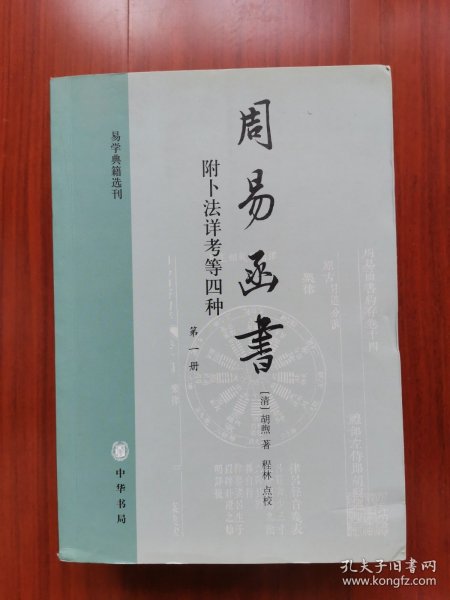 周易函書
附卜法详考等四种
第一册
〔清〕胡煦 著 程林 点校
易学典籍选刊
中华书局
孔夫子旧书网
www.kongfz.com